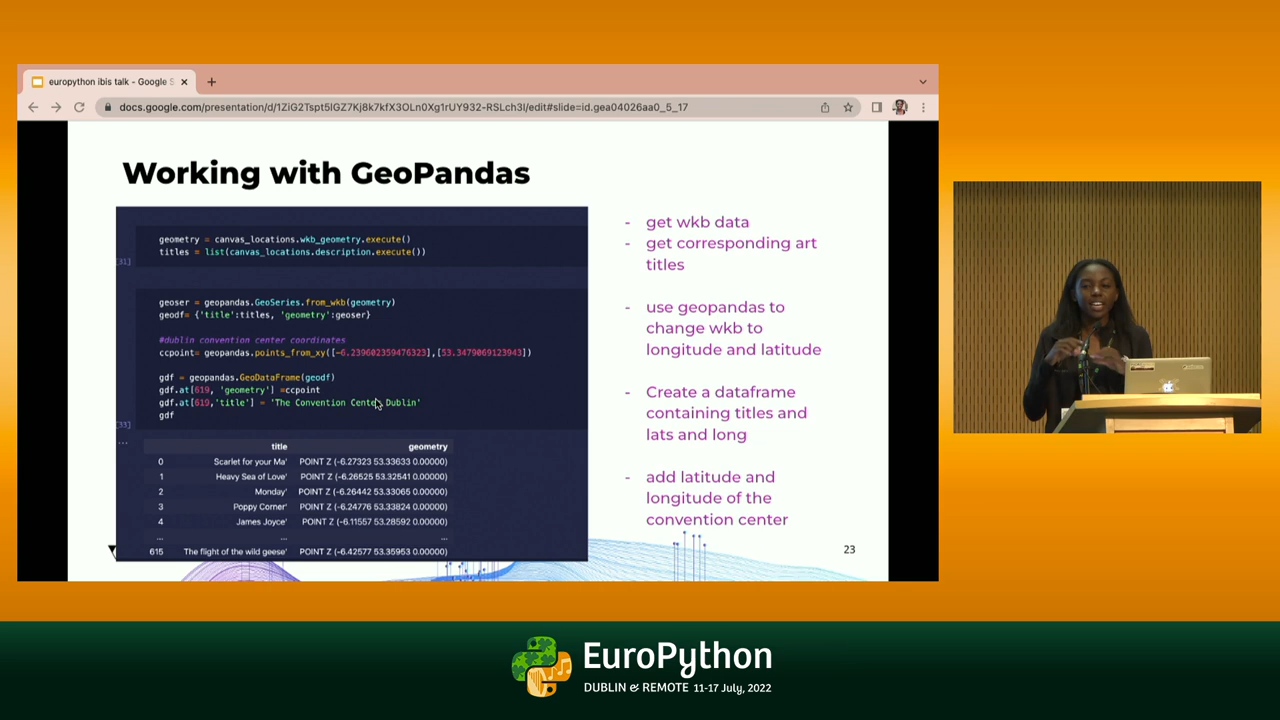 europython ibis talk - Google S
docs.google.com/presentation/d/1ZiG2Tspt5lGZ7Kj8k7kfX3OLn0Xg1rUY932-RSLch3I/edit#slide=id.gea04026aa0_5_17
Working with GeoPandas
geometry = canvas_locations.wkb_geometry.execute()
titles = list(canvas_locations.description.execute())
[31]
geoser = geopandas.GeoSeries.from_wkb(geometry)
geodf= {'title':titles, 'geometry':geoser}
#dublin convention center coordinates
ccpoint= geopandas.points_from_xy([-6.239602359476323],[53.3479069123943])
gdf = geopandas.GeoDataFrame(geodf)
gdf.at[619, 'geometry'] =ccpoint
gdf.at[619,'title'] = 'The Convention Center Dublin'
gdf
[33]
...
title geometry
0 Scarlet for your Ma' POINT Z (-6.27323 53.33633 0.00000)
1 Heavy Sea of Love' POINT Z (-6.26525 53.32541 0.00000)
2 Monday' POINT Z (-6.26442 53.33065 0.00000)
3 Poppy Corner' POINT Z (-6.24776 53.33824 0.00000)
4 James Joyce' POINT Z (-6.11557 53.28592 0.00000)
... ... ...
615 The flight of the wild geese' POINT Z (-6.42577 53.35953 0.00000)
- get wkb data
- get corresponding art
titles
- use geopandas to
change wkb to
longitude and latitude
- Create a dataframe
containing titles and
lats and long
- add latitude and
longitude of the
convention center
23
EuroPython
DUBLIN & REMOTE 11-17 July, 2022